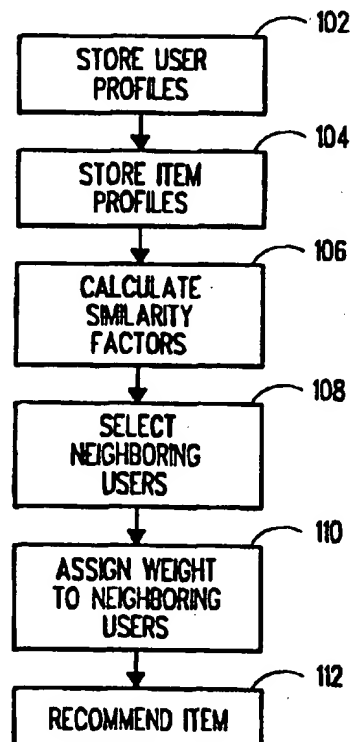 102
STORE USER
PROFILES
104
STORE ITEM
PROFILES
106
CALCULATE
SIMILARITY
FACTORS
108
SELECT
NEIGHBORING
USERS
110
ASSIGN WEIGHT
TO NEIGHBORING
USERS
112
RECOMMEND ITEM